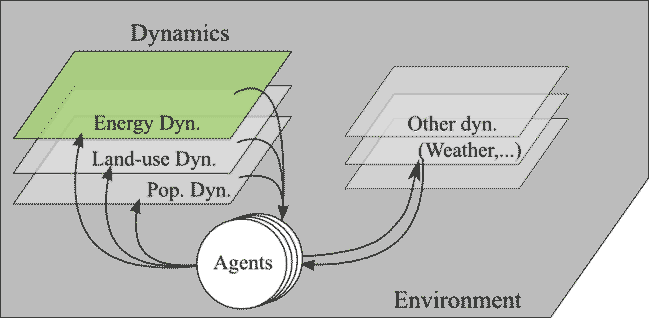 Dynamics
Energy Dyn.
Land-use Dyn.
Pop. Dyn.
Other dyn.
(Weather,...)
Agents
Environment